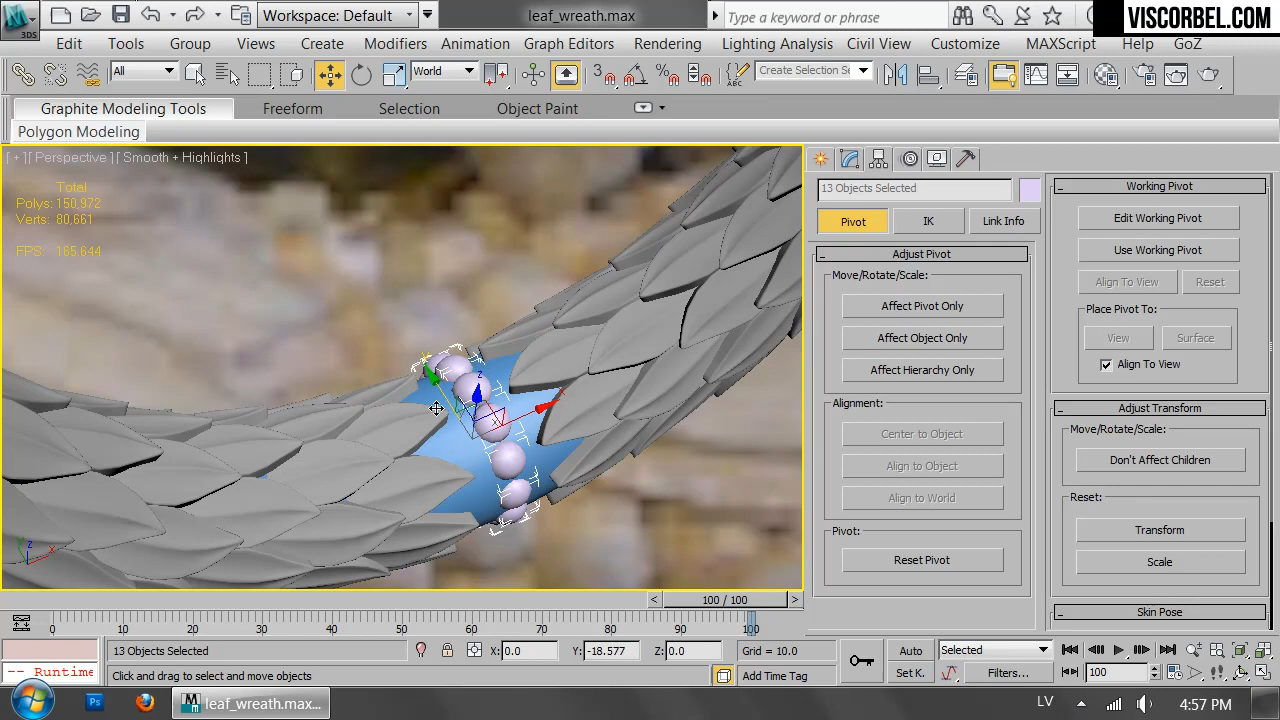 3DS
Workspace: Default
leaf_wreath.max
Type a keyword or phrase
VISCORBEL.COM
Edit Tools Group Views Create Modifiers Animation Graph Editors Rendering Lighting Analysis Civil View Customize MAXScript Help GoZ
All World 3 Create Selection Se
ABC
Graphite Modeling Tools Freeform Selection Object Paint
Polygon Modeling
[ + ][ Perspective ][ Smooth + Highlights ]
Total
Polys: 150,972
Verts: 80,661
FPS: 165.644
13 Objects Selected
Pivot IK Link Info
Adjust Pivot
Move/Rotate/Scale:
Affect Pivot Only
Affect Object Only
Affect Hierarchy Only
Alignment:
Center to Object
Align to Object
Align to World
Pivot:
Reset Pivot
Working Pivot
Edit Working Pivot
Use Working Pivot
Align To View Reset
Place Pivot To:
View Surface
Align To View
Adjust Transform
Move/Rotate/Scale:
Don't Affect Children
Reset:
Transform
Scale
Skin Pose
z
x
z
x
y
< 100 / 100 >
0 10 20 30 40 50 60 70 80 90 100
13 Objects Selected X: 0.0 Y: -18.577 Z: 0.0 Grid = 10.0 Auto Selected
-- Runtime Click and drag to select and move objects Add Time Tag Set K. Filters... 100
Ps leaf_wreath.max... LV 4:57 PM